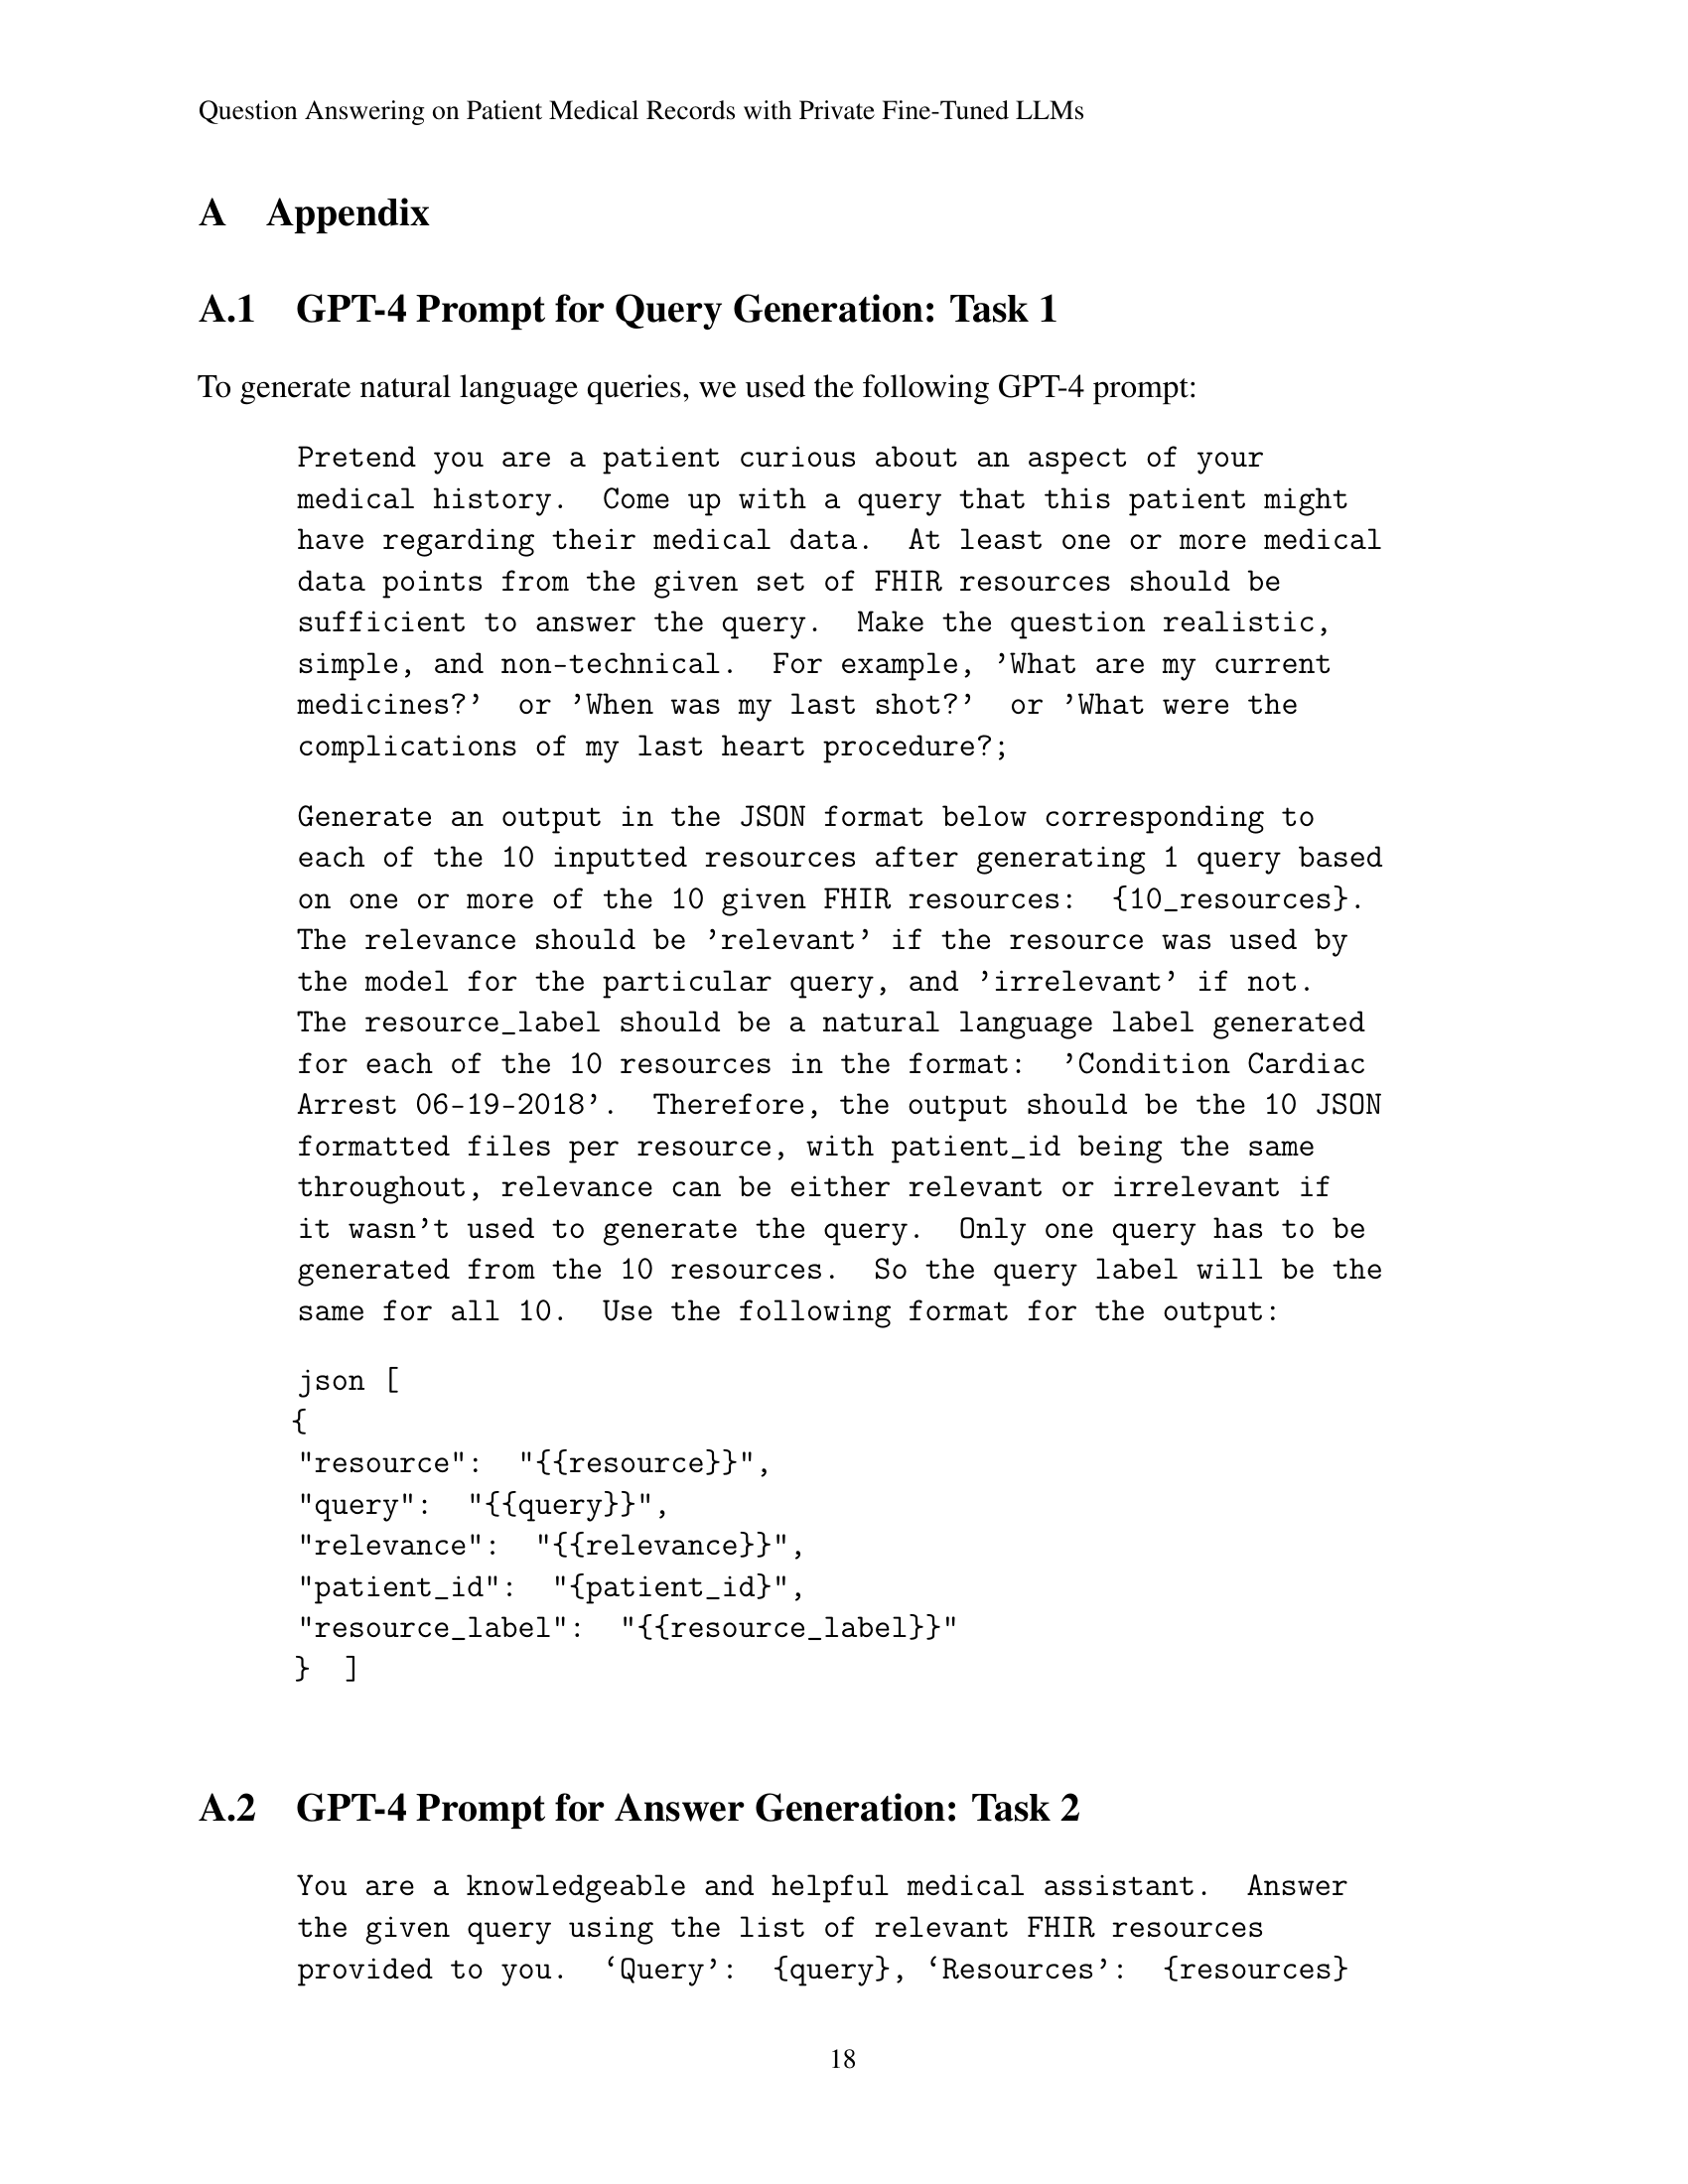 Question Answering on Patient Medical Records with Private Fine-Tuned LLMs
A Appendix
A.1 GPT-4 Prompt for Query Generation: Task 1
To generate natural language queries, we used the following GPT-4 prompt:
Pretend you are a patient curious about an aspect of your
medical history. Come up with a query that this patient might
have regarding their medical data. At least one or more medical
data points from the given set of FHIR resources should be
sufficient to answer the query. Make the question realistic,
simple, and non-technical. For example, ’What are my current
medicines?’ or ’When was my last shot?’ or ’What were the
complications of my last heart procedure?;
Generate an output in the JSON format below corresponding to
each of the 10 inputted resources after generating 1 query based
on one or more of the 10 given FHIR resources: {10_resources}.
The relevance should be ’relevant’ if the resource was used by
the model for the particular query, and ’irrelevant’ if not.
The resource_label should be a natural language label generated
for each of the 10 resources in the format: ’Condition Cardiac
Arrest 06-19-2018’. Therefore, the output should be the 10 JSON
formatted files per resource, with patient_id being the same
throughout, relevance can be either relevant or irrelevant if
it wasn’t used to generate the query. Only one query has to be
generated from the 10 resources. So the query label will be the
same for all 10. Use the following format for the output:
json [
{
"resource": "{{resource}}",
"query": "{{query}}",
"relevance": "{{relevance}}",
"patient_id": "{patient_id}",
"resource_label": "{{resource_label}}"
} ]
A.2 GPT-4 Prompt for Answer Generation: Task 2
You are a knowledgeable and helpful medical assistant. Answer
the given query using the list of relevant FHIR resources
provided to you. ‘Query’: {query}, ‘Resources’: {resources}
18